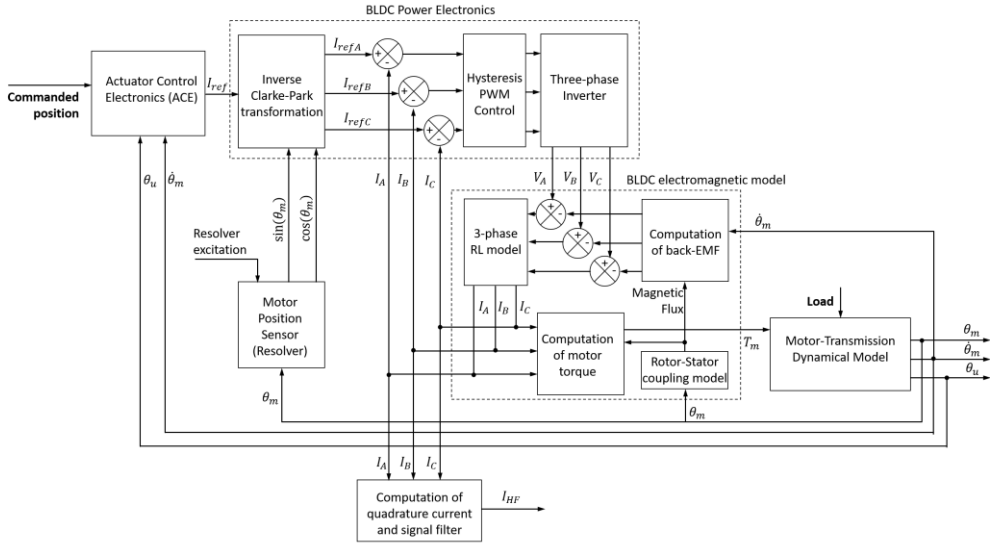 BLDC Power Electronics
Commanded
position
Actuator Control
Electronics (ACE)
I_ref
Inverse
Clarke-Park
transformation
I_refA
I_refB
I_refC
+
-
+
-
+
-
Hysteresis
PWM
Control
Three-phase
Inverter
θ_u
θ̇_m
sin(θ_m)
cos(θ_m)
I_A
I_B
I_C
V_A
V_B
V_C
BLDC electromagnetic model
Resolver
excitation
Motor
Position
Sensor
(Resolver)
3-phase
RL model
+
-
+
-
+
-
Computation
of back-EMF
θ̇_m
I_A
I_B
I_C
Magnetic
Flux
Load
Computation
of motor
torque
T_m
Rotor-Stator
coupling model
Motor-Transmission
Dynamical Model
θ_m
θ̇_m
θ_u
θ_m
θ_m
I_A
I_B
I_C
Computation of
quadrature current
and signal filter
I_HF